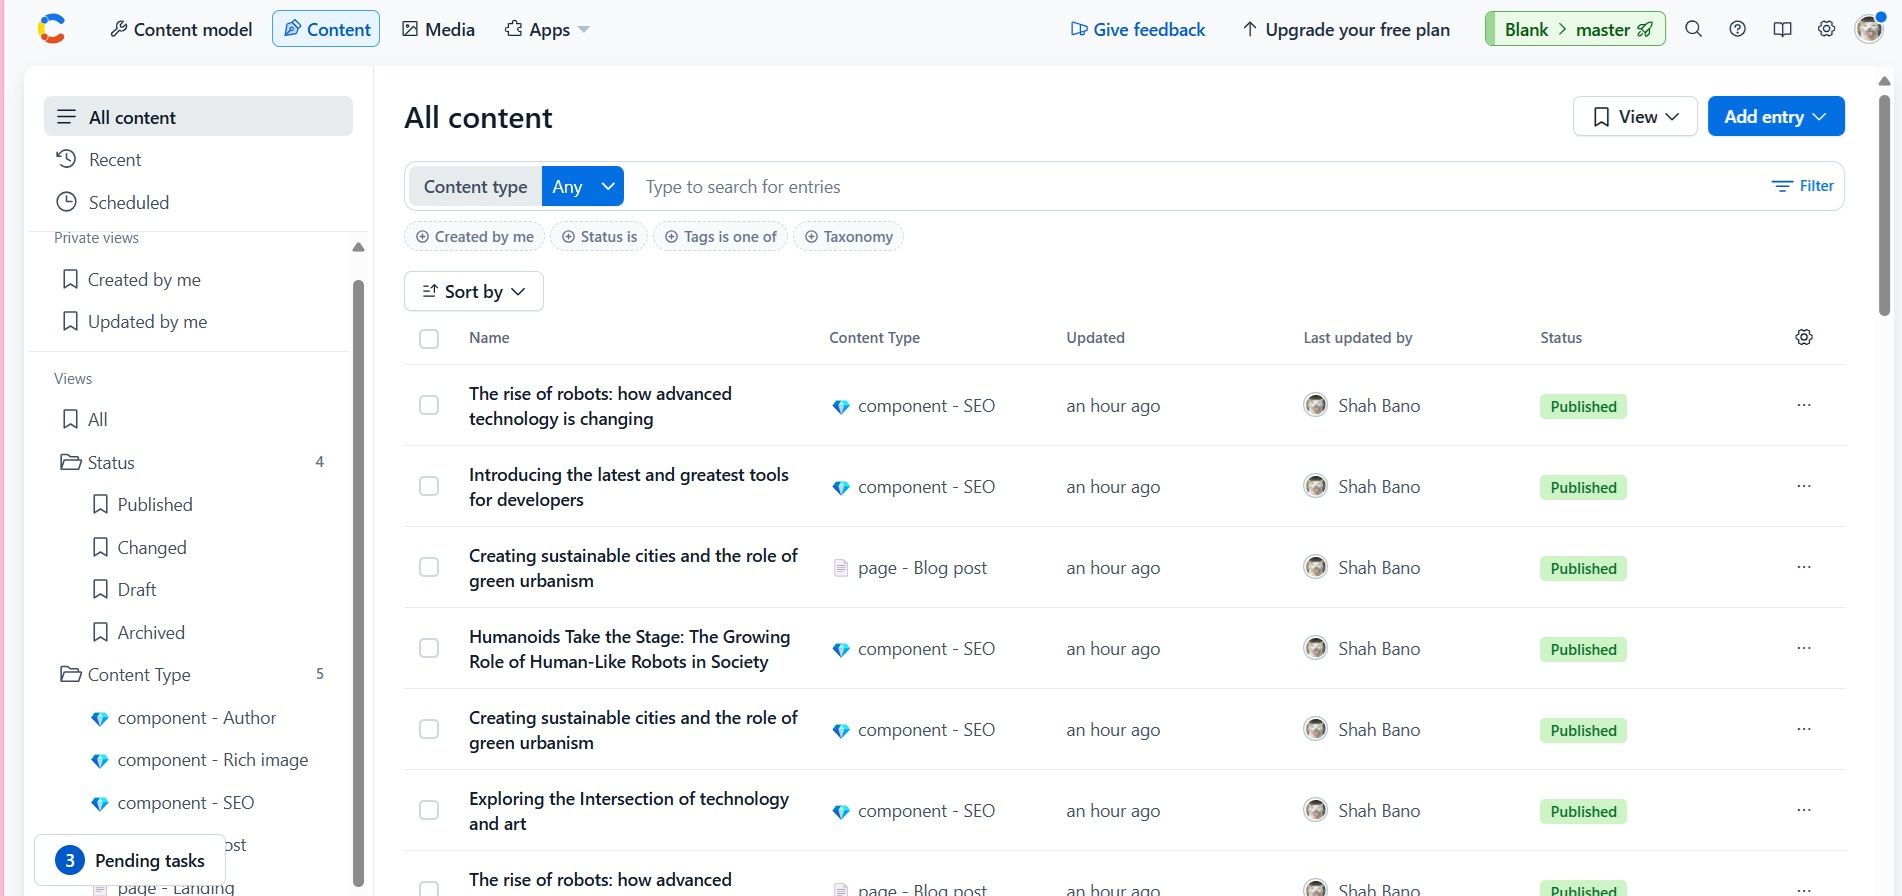 Content model
Content
Media
Apps
Give feedback
Upgrade your free plan
Blank > master
All content
Recent
Scheduled
Private views
Created by me
Updated by me
Views
All
Status 4
Published
Changed
Draft
Archived
Content Type 5
component - Author
component - Rich image
component - SEO
ost
page - Landing
3 Pending tasks
All content
View
Add entry
Content type Any Type to search for entries Filter
Created by me Status is Tags is one of Taxonomy
Sort by
Name Content Type Updated Last updated by Status
The rise of robots: how advanced
technology is changing
component - SEO an hour ago Shah Bano Published
Introducing the latest and greatest tools
for developers
component - SEO an hour ago Shah Bano Published
Creating sustainable cities and the role of
green urbanism
page - Blog post an hour ago Shah Bano Published
Humanoids Take the Stage: The Growing
Role of Human-Like Robots in Society
component - SEO an hour ago Shah Bano Published
Creating sustainable cities and the role of
green urbanism
component - SEO an hour ago Shah Bano Published
Exploring the Intersection of technology
and art
component - SEO an hour ago Shah Bano Published
The rise of robots: how advanced
page - Blog post an hour ago Shah Bano Published